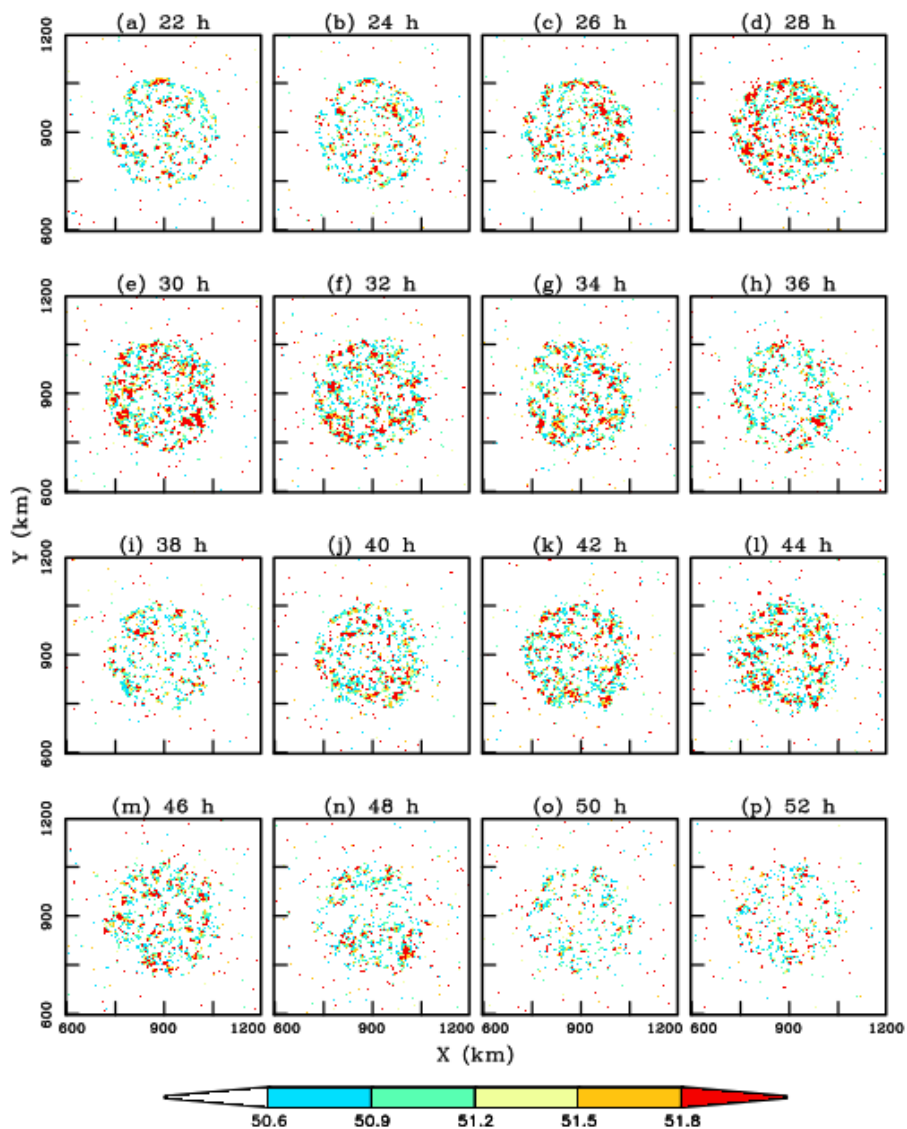 (a) 22 h (b) 24 h (c) 26 h (d) 28 h
1200
900
600
(e) 30 h (f) 32 h (g) 34 h (h) 36 h
1200
900
600
Y (km)
(i) 38 h (j) 40 h (k) 42 h (l) 44 h
1200
900
600
(m) 46 h (n) 48 h (o) 50 h (p) 52 h
1200
900
600
600 900 1200 600 900 1200 600 900 1200 600 900 1200
X (km)
50.6 50.9 51.2 51.5 51.8